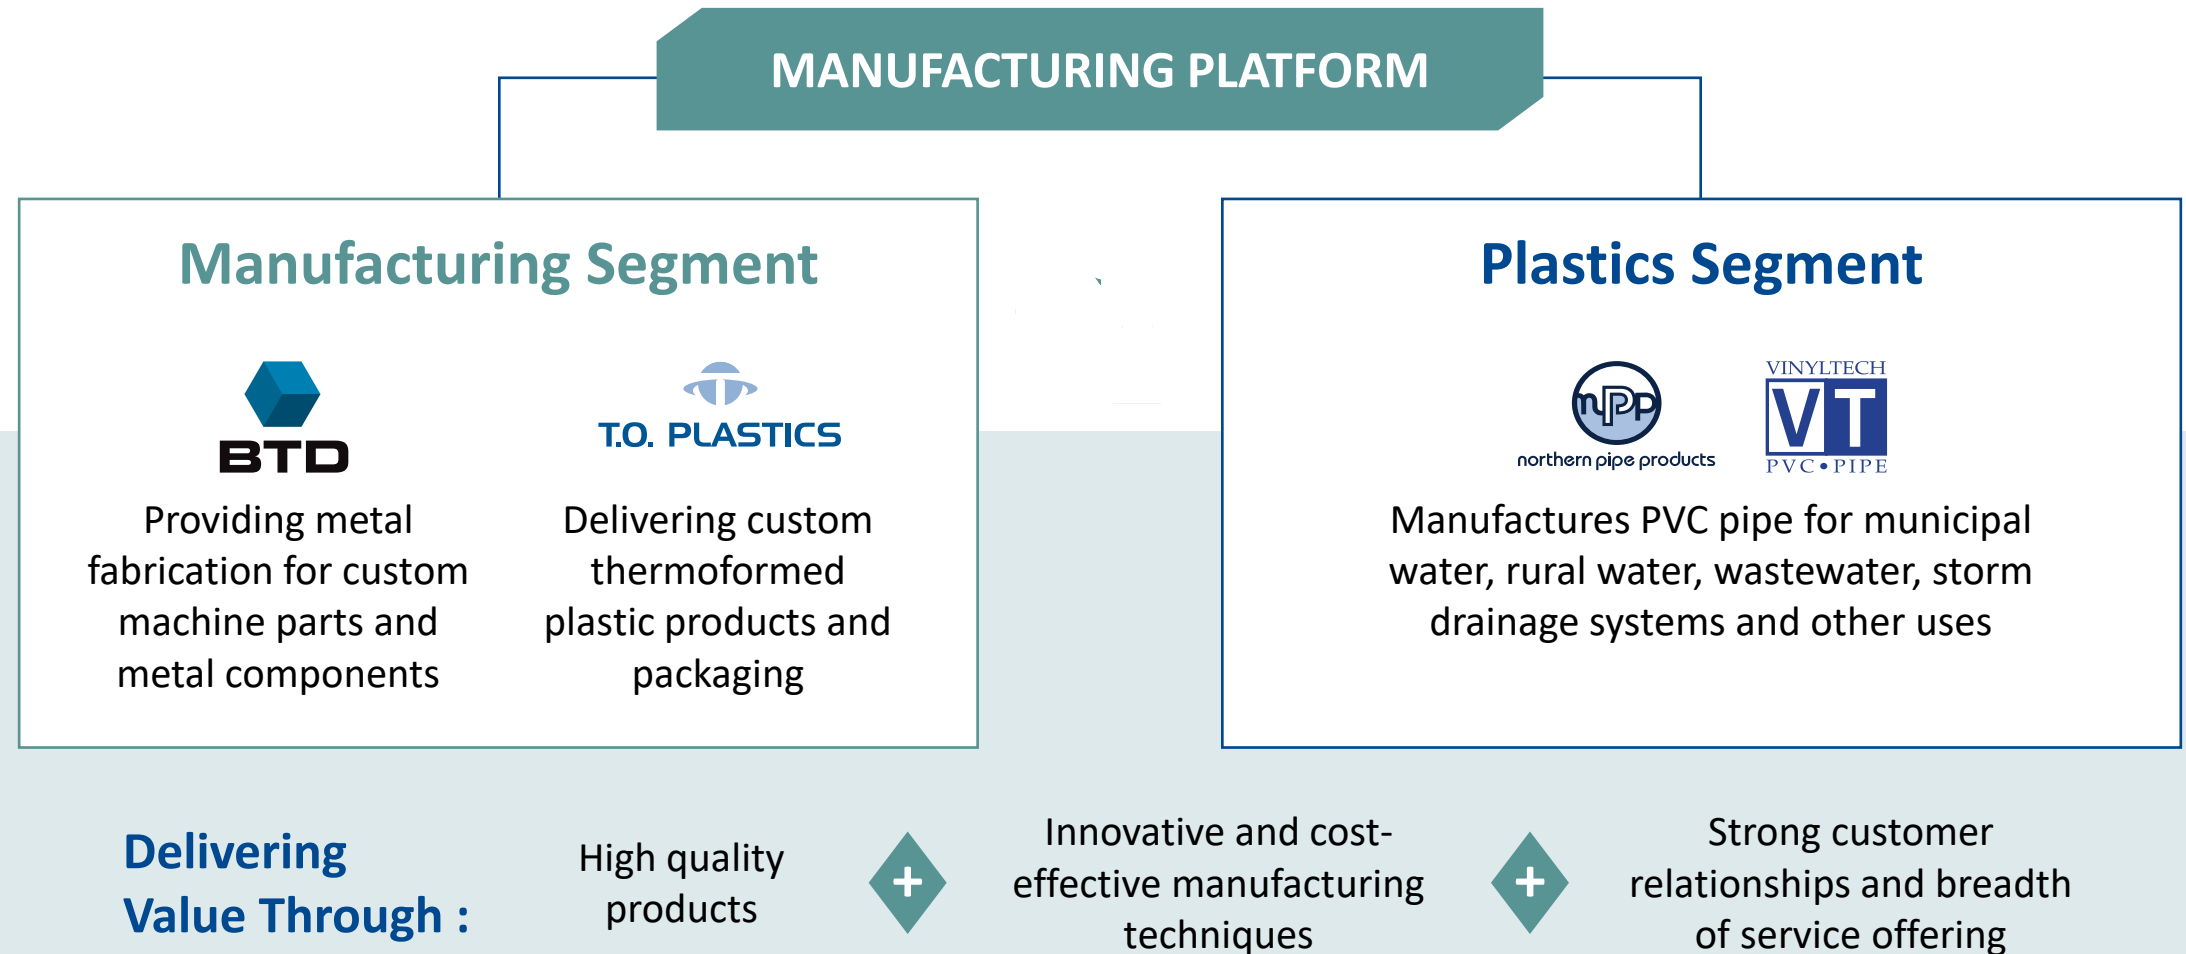 MANUFACTURING PLATFORM
Manufacturing Segment
BTD
Providing metal
fabrication for custom
machine parts and
metal components
T.O. PLASTICS
Delivering custom
thermoformed
plastic products and
packaging
Plastics Segment
npp
northern pipe products
VINYLTECH
VT
PVC•PIPE
Manufactures PVC pipe for municipal
water, rural water, wastewater, storm
drainage systems and other uses
Delivering
Value Through :
High quality
products
+
Innovative and cost-
effective manufacturing
techniques
+
Strong customer
relationships and breadth
of service offering